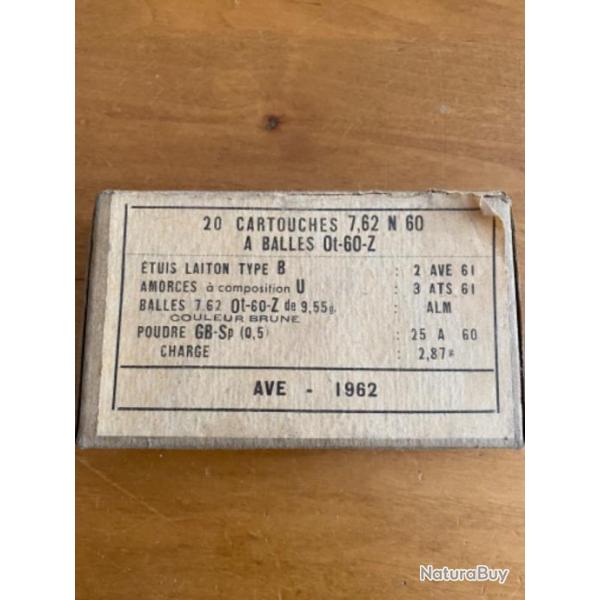 20 CARTOUCHES 7,62 N 60
A BALLES Ot-60-Z
ÉTUIS LAITON TYPE B : 2 AVE 61
AMORCES à composition U : 3 ATS 61
BALLES 7.62 Ot-60-Z de 9,55g. : ALM
COULEUR BRUNE
POUDRE GB-Sp (0,5) : 25 A 60
CHARGE : 2,87g
AVE - 1962
NaturaBuy